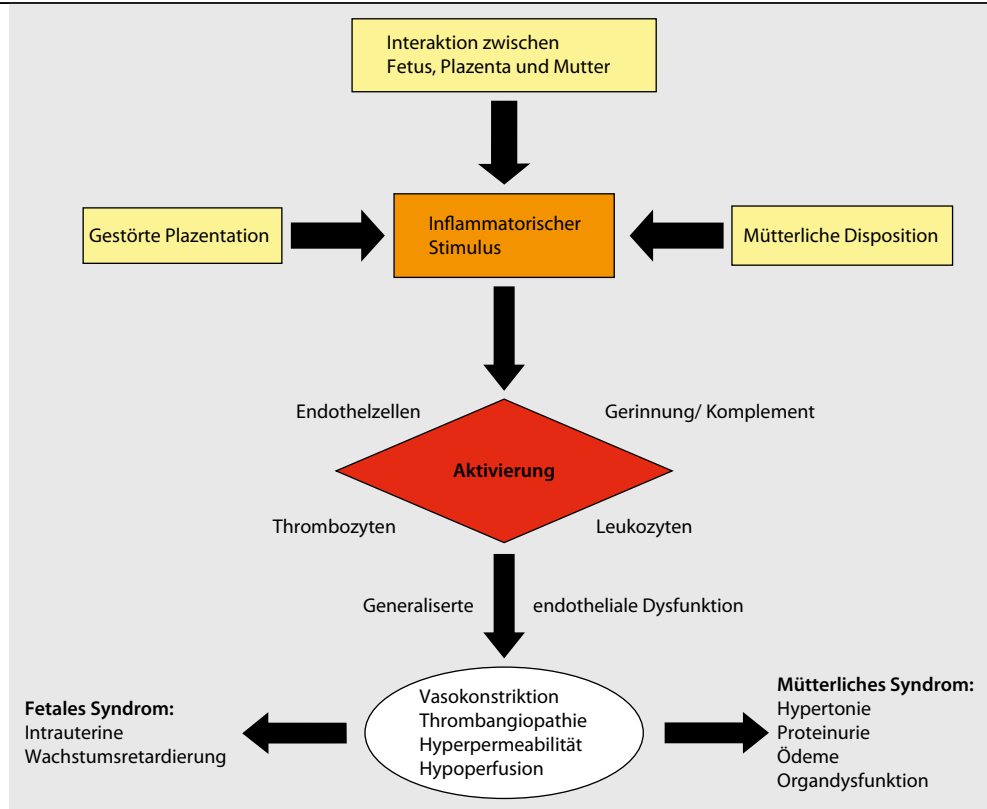 Interaktion zwischen
Fetus, Plazenta und Mutter
Gestörte Plazentation
Inflammatorischer
Stimulus
Mütterliche Disposition
Endothelzellen
Gerinnung/ Komplement
Aktivierung
Thrombozyten
Leukozyten
Generaliserte
endotheliale Dysfunktion
Fetales Syndrom:
Intrauterine
Wachstumsretardierung
Vasokonstriktion
Thrombangiopathie
Hyperpermeabilität
Hypoperfusion
Mütterliches Syndrom:
Hypertonie
Proteinurie
Ödeme
Organdysfunktion